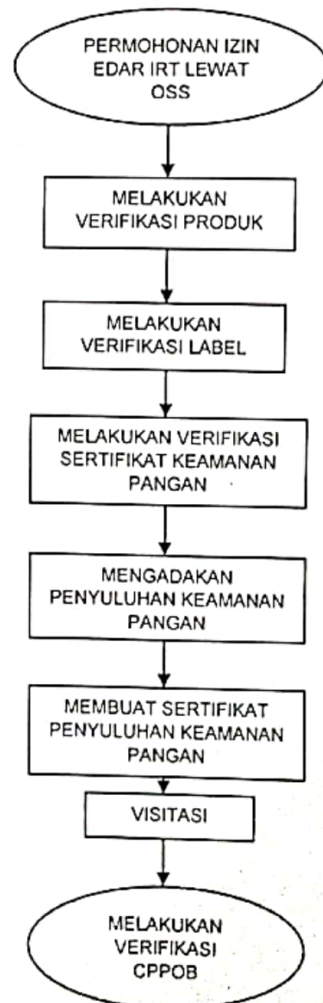 PERMOHONAN IZIN
EDAR IRT LEWAT
OSS
MELAKUKAN
VERIFIKASI PRODUK
MELAKUKAN
VERIFIKASI LABEL
MELAKUKAN VERIFIKASI
SERTIFIKAT KEAMANAN
PANGAN
MENGADAKAN
PENYULUHAN KEAMANAN
PANGAN
MEMBUAT SERTIFIKAT
PENYULUHAN KEAMANAN
PANGAN
VISITASI
MELAKUKAN
VERIFIKASI
CPPOB